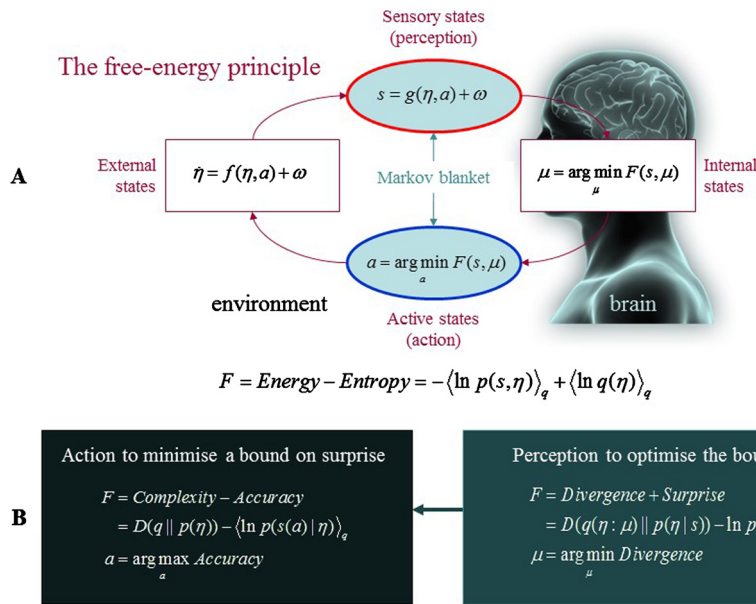 Sensory states
(perception)
The free-energy principle
s = g(η, a) + ω
A
External
states
η̇ = f(η, a) + ω
Markov blanket
μ = arg min F(s, μ)
μ
Internal
states
a = arg min F(s, μ)
a
environment
brain
Active states
(action)
F = Energy − Entropy = −⟨ln p(s, η)⟩q + ⟨ln q(η)⟩q
B
Action to minimise a bound on surprise
F = Complexity − Accuracy
= D(q || p(η)) − ⟨ln p(s(a) | η)⟩q
a = arg max Accuracy
a
Perception to optimise the
F = Divergence + Surprise
= D(q(η : μ) || p(η | s)) − ln p
μ = arg min Divergence
μ